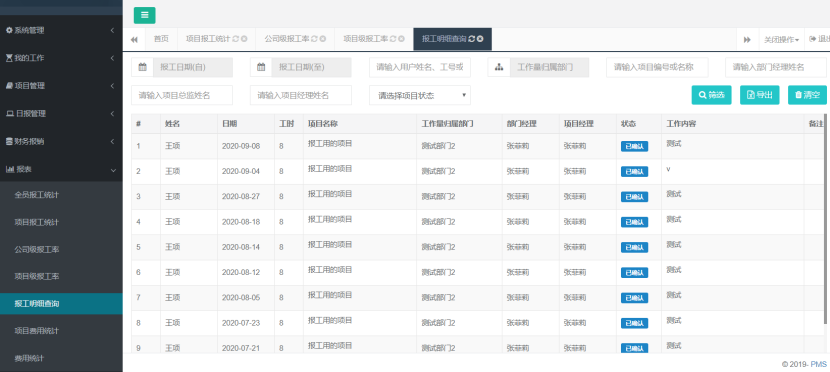 系统管理
我的工作
项目管理
日报管理
财务报销
报表
全员报工统计
项目报工统计
公司级报工率
项目级报工率
报工明细查询
项目费用统计
费用统计
首页 项目报工统计 公司级报工率 项目级报工率 报工明细查询 关闭操作 退出
报工日期(自) 报工日期(至) 请输入用户姓名、工号或 工作量归属部门 请输入项目编号或名称 请输入部门经理姓名
请输入项目总监姓名 请输入项目经理姓名 请选择项目状态 筛选 导出 清空
# 姓名 日期 工时 项目名称 工作量归属部门 部门经理 项目经理 状态 工作内容 备注
1 王项 2020-09-08 8 报工用的项目 测试部门2 张菲莉 张菲莉 已确认 测试
2 王项 2020-09-04 8 报工用的项目 测试部门2 张菲莉 张菲莉 已确认 v
3 王项 2020-08-27 8 报工用的项目 测试部门2 张菲莉 张菲莉 已确认 测试
4 王项 2020-08-18 8 报工用的项目 测试部门2 张菲莉 张菲莉 已确认 测试
5 王项 2020-08-14 8 报工用的项目 测试部门2 张菲莉 张菲莉 已确认 测试
6 王项 2020-08-12 8 报工用的项目 测试部门2 张菲莉 张菲莉 已确认 测试
7 王项 2020-08-05 8 报工用的项目 测试部门2 张菲莉 张菲莉 已确认 测试
8 王项 2020-07-23 8 报工用的项目 测试部门2 张菲莉 张菲莉 已确认 测试
9 王项 2020-07-21 8 报工用的项目 测试部门2 张菲莉 张菲莉 已确认 测试
© 2019- PMS